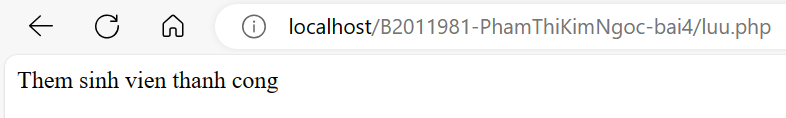 localhost/B2011981-PhamThiKimNgoc-bai4/luu.php
Them sinh vien thanh cong